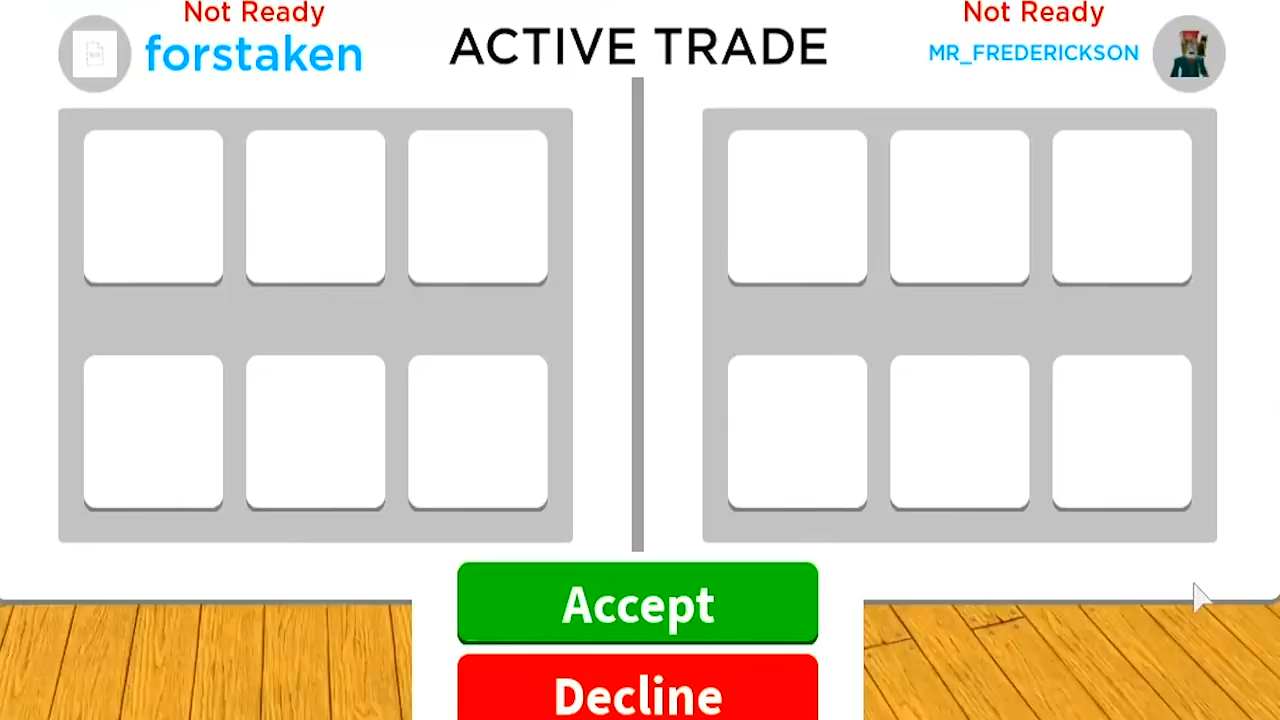 Not Ready
forstaken
ACTIVE TRADE
Not Ready
MR_FREDERICKSON
Accept
Decline